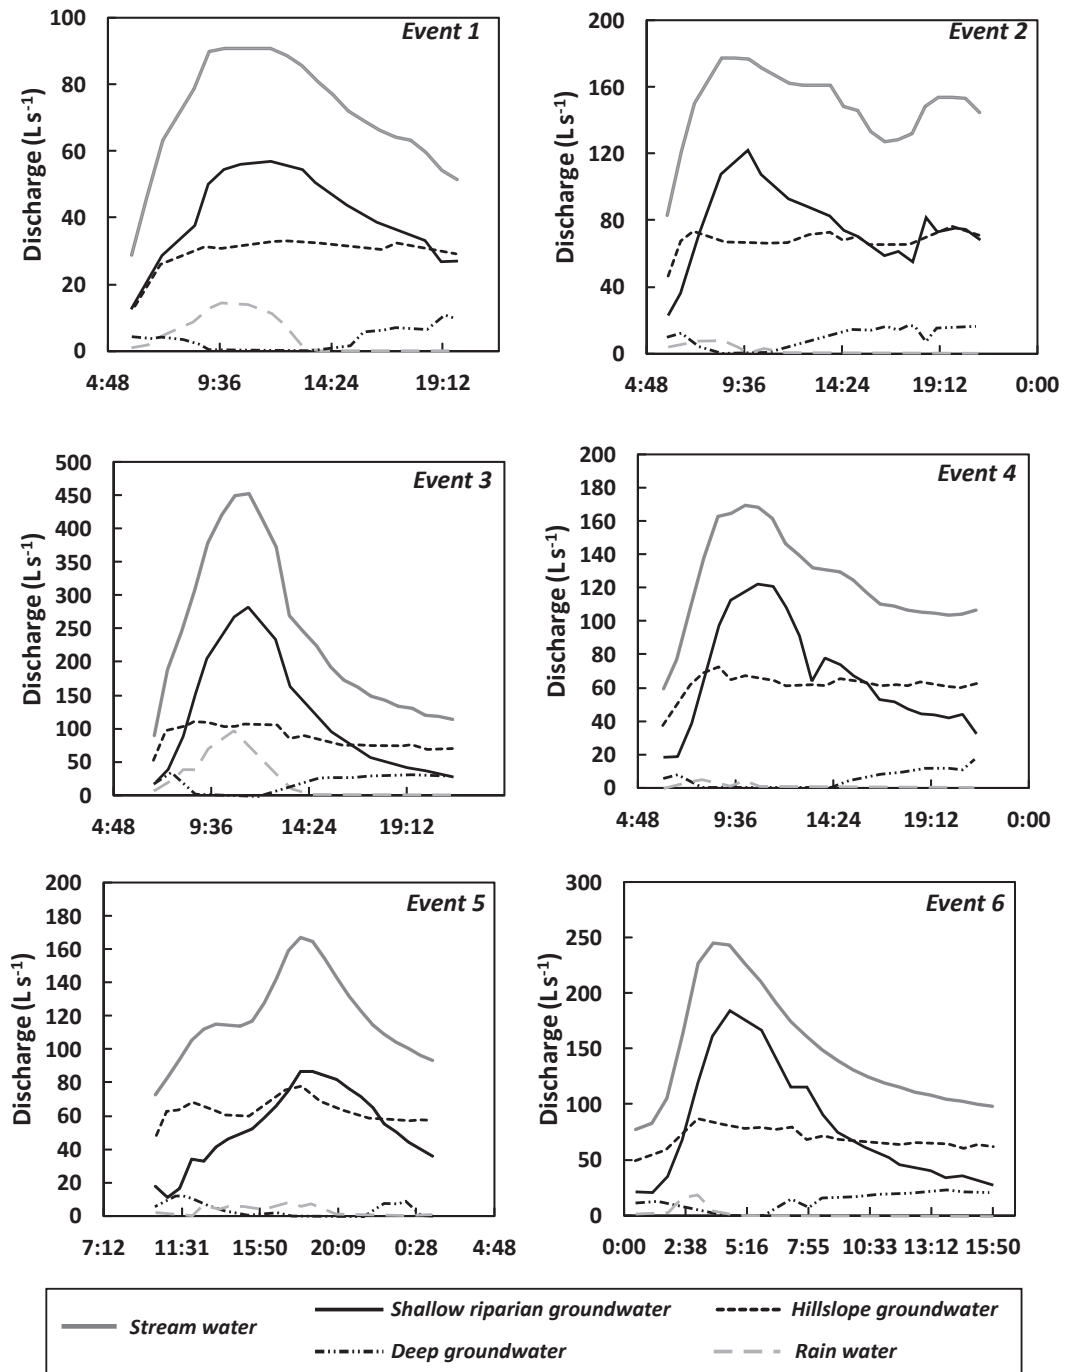 Event 1
Discharge (L s⁻¹)
100
80
60
40
20
0
4:48 9:36 14:24 19:12
Event 2
Discharge (L s⁻¹)
200
160
120
80
40
0
4:48 9:36 14:24 19:12 0:00
Event 3
Discharge (L s⁻¹)
500
450
400
350
300
250
200
150
100
50
0
4:48 9:36 14:24 19:12
Event 4
Discharge (L s⁻¹)
200
180
160
140
120
100
80
60
40
20
0
4:48 9:36 14:24 19:12 0:00
Event 5
Discharge (L s⁻¹)
200
180
160
140
120
100
80
60
40
20
0
7:12 11:31 15:50 20:09 0:28 4:48
Event 6
Discharge (L s⁻¹)
300
250
200
150
100
50
0
0:00 2:38 5:16 7:55 10:33 13:12 15:50
Stream water
Shallow riparian groundwater
Hillslope groundwater
Deep groundwater
Rain water